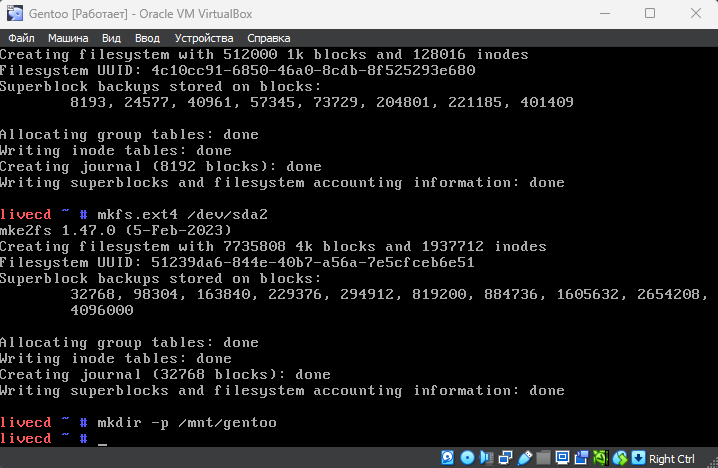 Gentoo [Работает] - Oracle VM VirtualBox
Файл Машина Вид Ввод Устройства Справка
Creating filesystem with 512000 1k blocks and 128016 inodes
Filesystem UUID: 4c10cc91-6850-46a0-8cdb-8f525293e680
Superblock backups stored on blocks:
8193, 24577, 40961, 57345, 73729, 204801, 221185, 401409
Allocating group tables: done
Writing inode tables: done
Creating journal (8192 blocks): done
Writing superblocks and filesystem accounting information: done
livecd ~ # mkfs.ext4 /dev/sda2
mke2fs 1.47.0 (5-Feb-2023)
Creating filesystem with 7735808 4k blocks and 1937712 inodes
Filesystem UUID: 51239da6-844e-40b7-a56a-7e5cfceb6e51
Superblock backups stored on blocks:
32768, 98304, 163840, 229376, 294912, 819200, 884736, 1605632, 2654208,
4096000
Allocating group tables: done
Writing inode tables: done
Creating journal (32768 blocks): done
Writing superblocks and filesystem accounting information: done
livecd ~ # mkdir -p /mnt/gentoo
livecd ~ # _
Right Ctrl